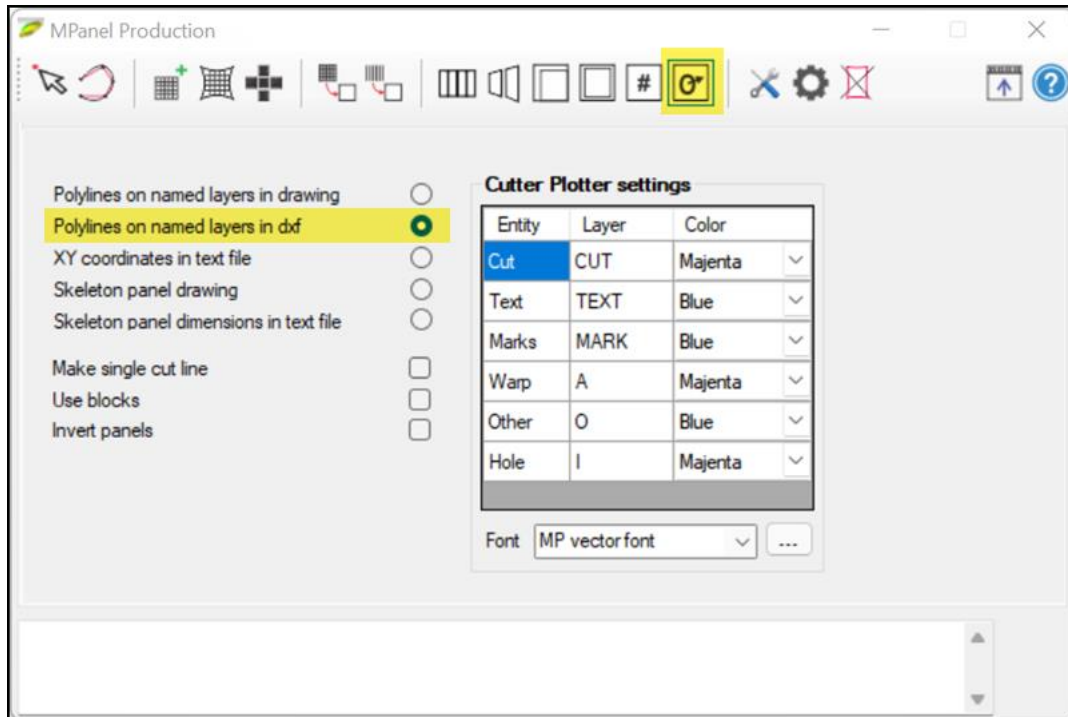 MPanel Production
#
?
Polylines on named layers in drawing
Polylines on named layers in dxf
XY coordinates in text file
Skeleton panel drawing
Skeleton panel dimensions in text file
Make single cut line
Use blocks
Invert panels
Cutter Plotter settings
Entity Layer Color
Cut CUT Majenta
Text TEXT Blue
Marks MARK Blue
Warp A Majenta
Other O Blue
Hole I Majenta
Font MP vector font ...